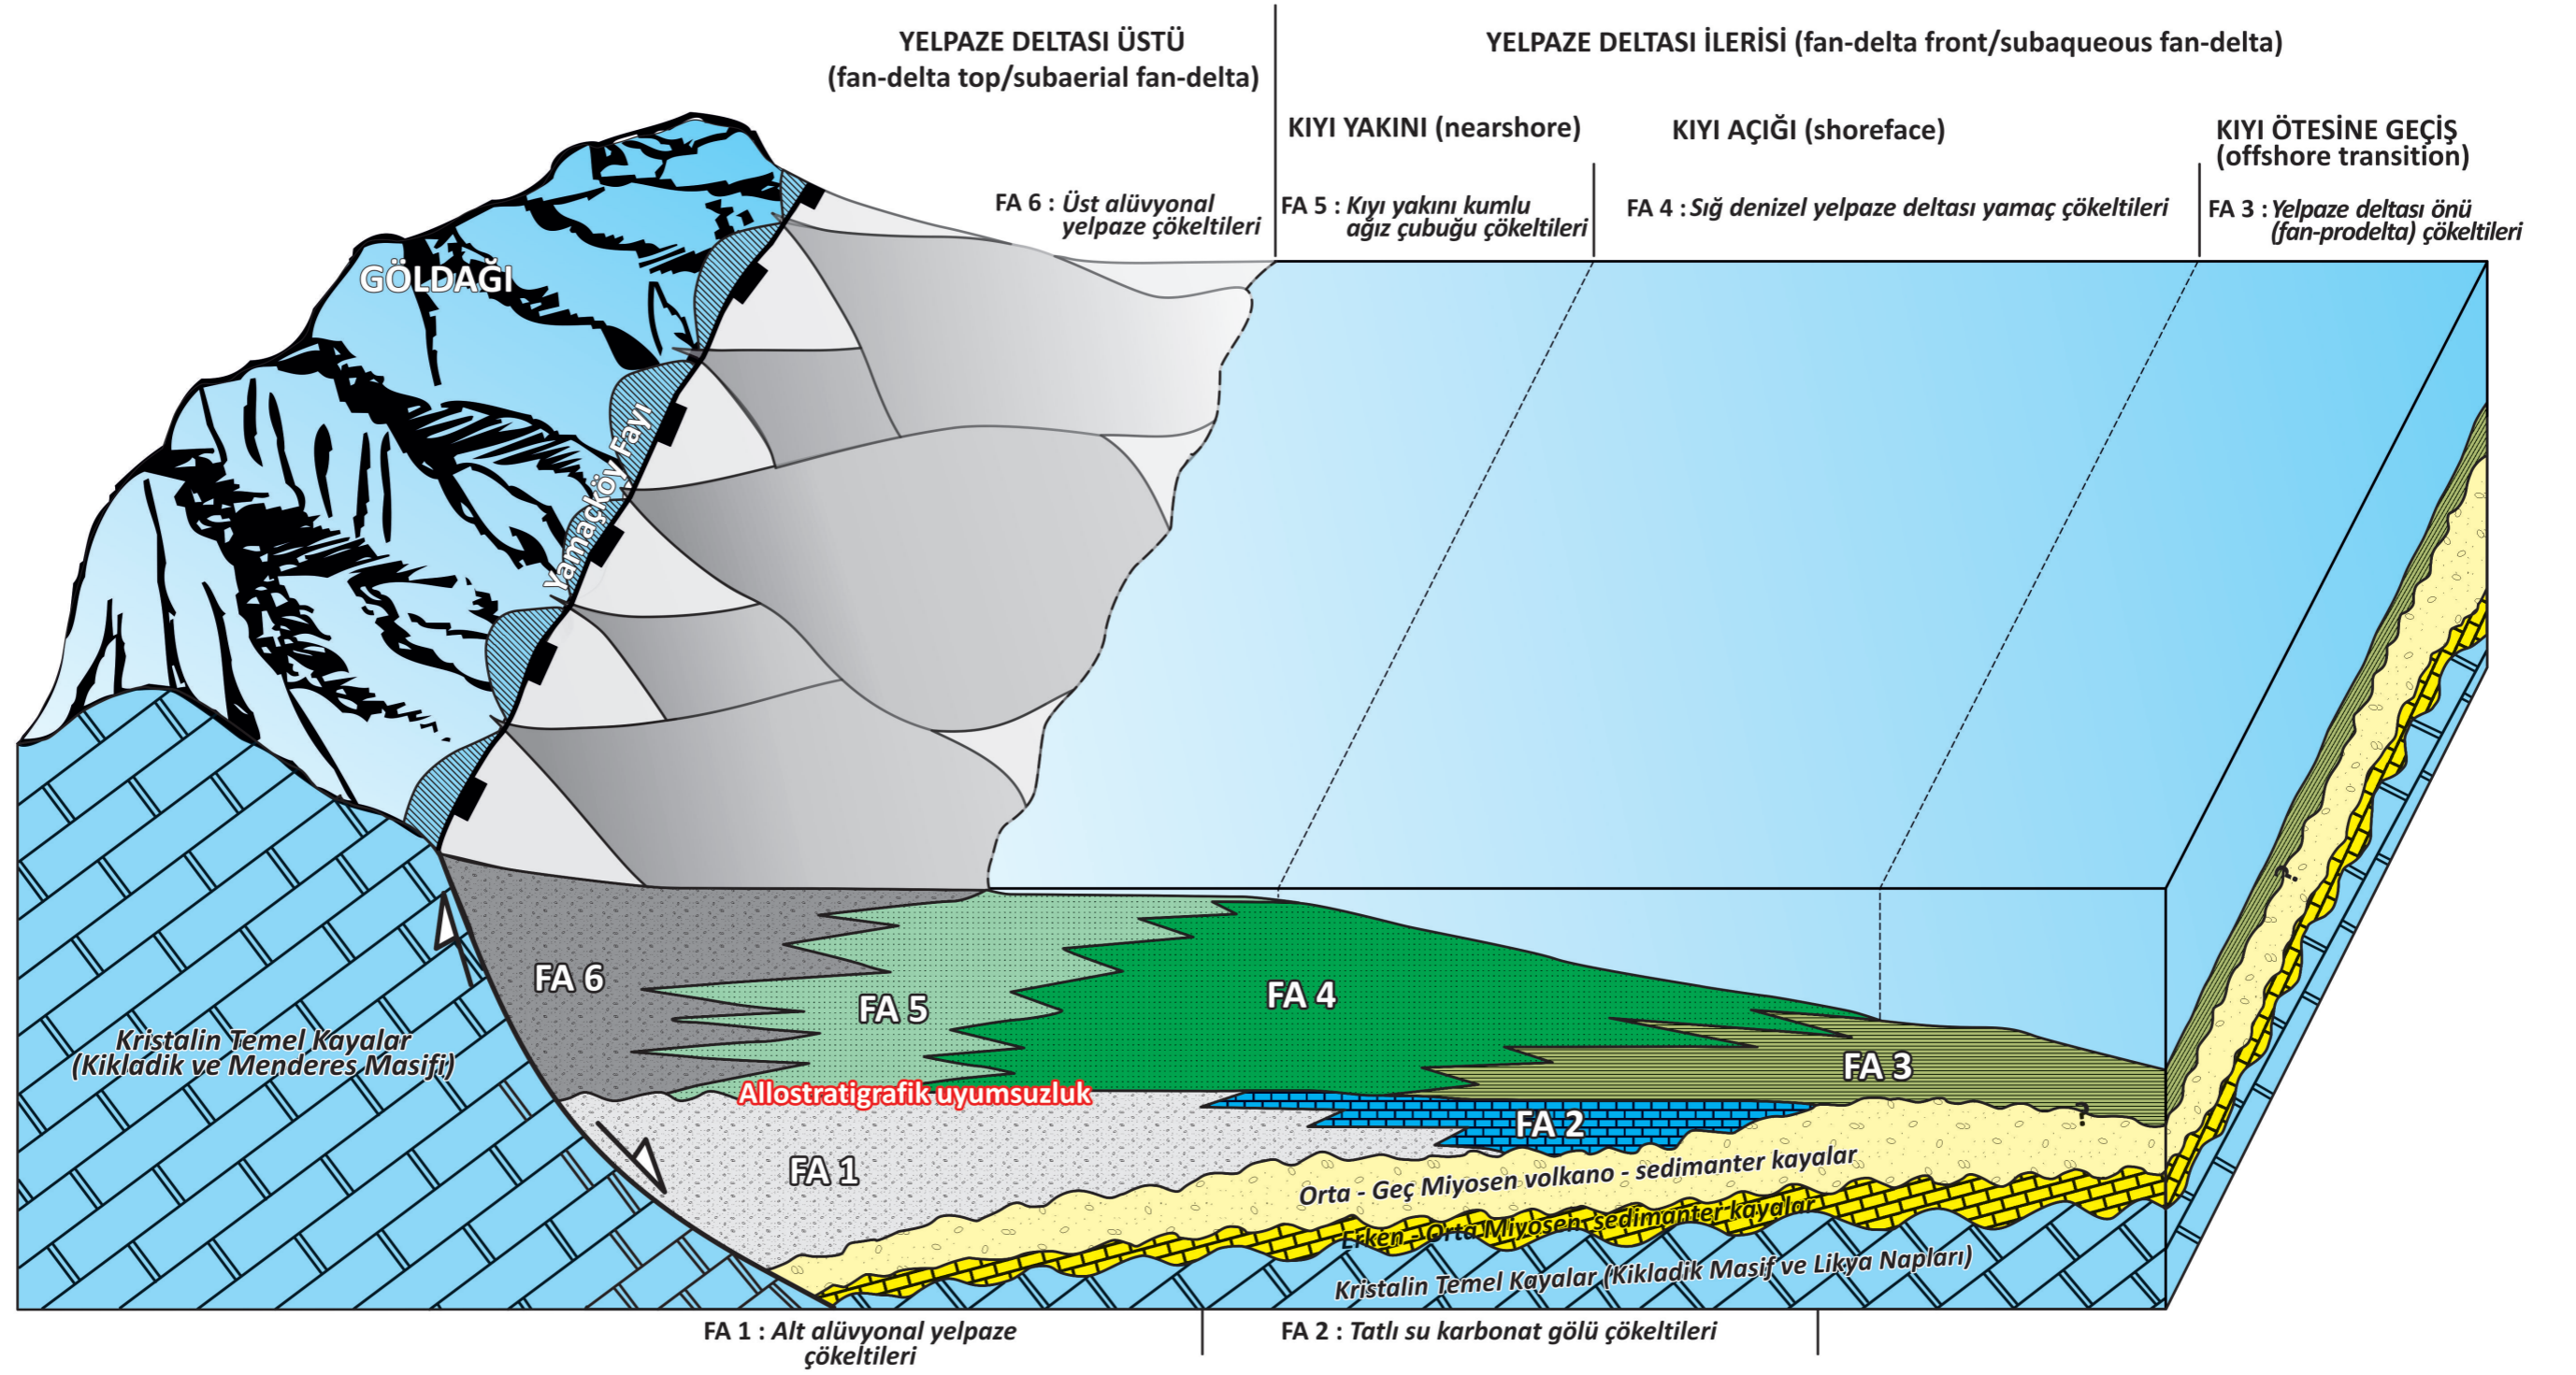 YELPAZE DELTASI ÜSTÜ
(fan-delta top/subaerial fan-delta)
YELPAZE DELTASI İLERİSİ (fan-delta front/subaqueous fan-delta)
KIYI YAKINI (nearshore)
KIYI AÇIĞI (shoreface)
KIYI ÖTESİNE GEÇİŞ
(offshore transition)
FA 6 : Üst alüvyonal
yelpaze çökeltileri
FA 5 : Kıyı yakını kumlu
ağız çubuğu çökeltileri
FA 4 : Sığ denizel yelpaze deltası yamaç çökeltileri
FA 3 : Yelpaze deltası önü
(fan-prodelta) çökeltileri
GÖLDAĞI
Yamaçköy Fayı
?
FA 6
FA 5
FA 4
FA 3
Kristalin Temel Kayalar
(Kikladik ve Menderes Masifi)
Allostratigrafik uyumsuzluk
FA 2
?
FA 1
Orta - Geç Miyosen volkano - sedimanter kayalar
Erken - Orta Miyosen sedimanter kayalar
Kristalin Temel Kayalar (Kikladik Masif ve Likya Napları)
FA 1 : Alt alüvyonal yelpaze
çökeltileri
FA 2 : Tatlı su karbonat gölü çökeltileri